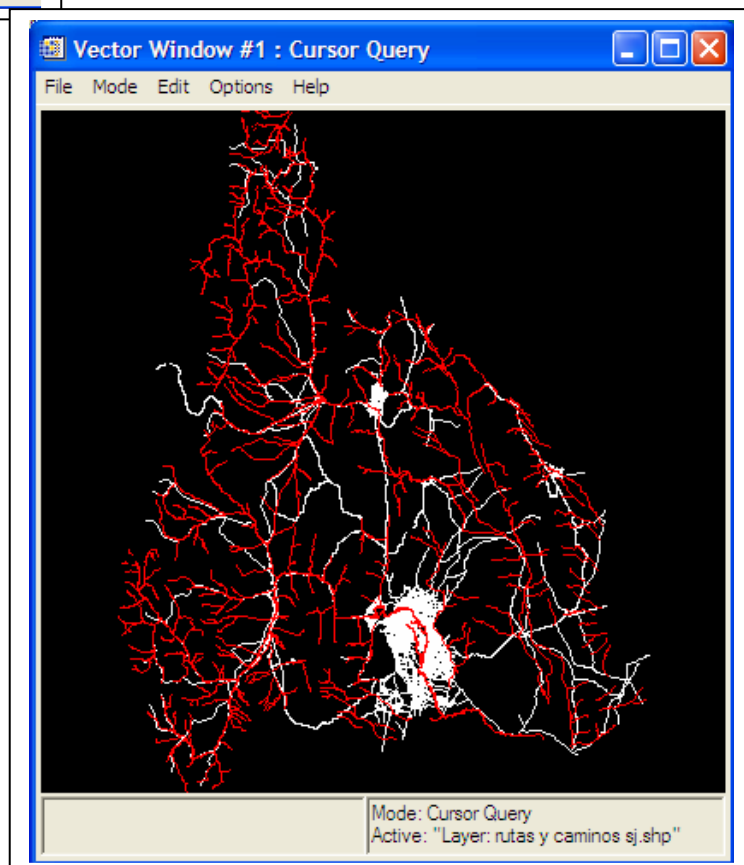 Vector Window #1 : Cursor Query
File Mode Edit Options Help
Mode: Cursor Query
Active: "Layer: rutas y caminos sj.shp"